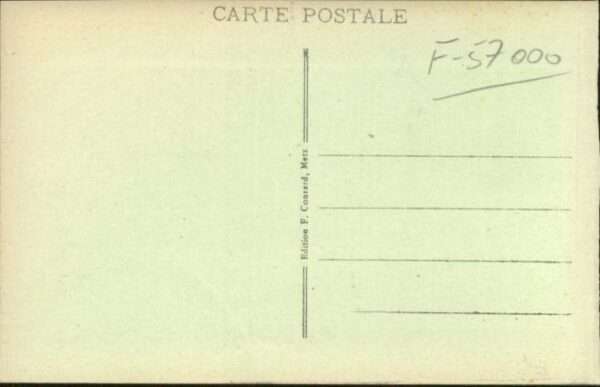 CARTE POSTALE
F-57000
Edition F. Conrard, Metz